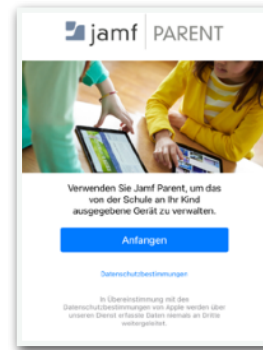 jamf PARENT
Verwenden Sie Jamf Parent, um das
von der Schule an Ihr Kind
ausgegebene Gerät zu verwalten.
Anfangen
Datenschutzbestimmungen
In Übereinstimmung mit den
Datenschutzbestimmungen von Apple werden über
unseren Dienst erfasste Daten niemals an Dritte
weitergeleitet.